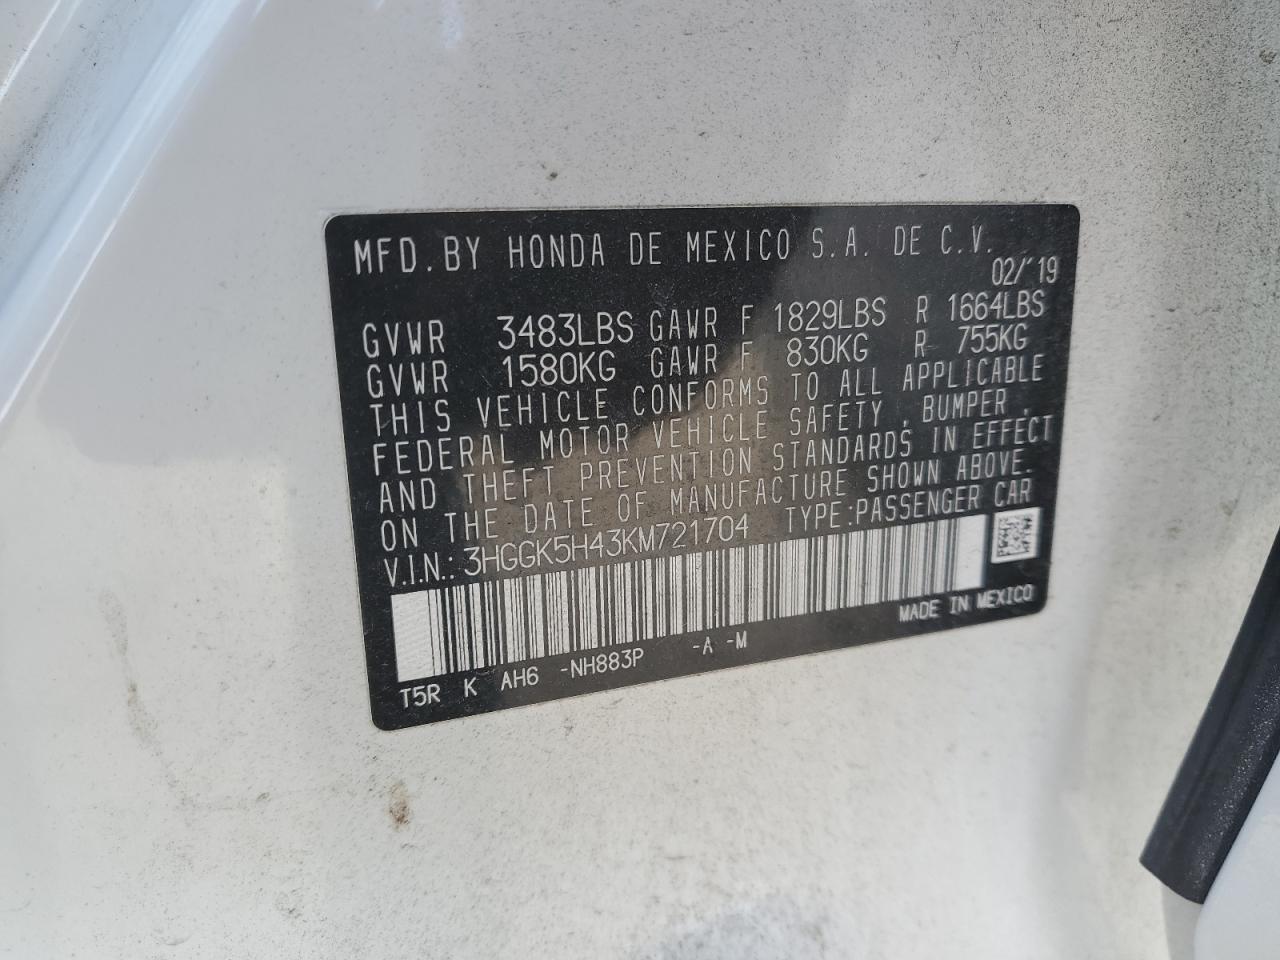 MFD. BY HONDA DE MEXICO S.A. DE C.V.
02/'19
GVWR 3483LBS GAWR F 1829LBS R 1664LBS
GVWR 1580KG GAWR F 830KG R 755KG
THIS VEHICLE CONFORMS TO ALL APPLICABLE
FEDERAL MOTOR VEHICLE SAFETY, BUMPER,
AND THEFT PREVENTION STANDARDS IN EFFECT
ON THE DATE OF MANUFACTURE SHOWN ABOVE.
V.I.N.: 3HGGK5H43KM721704 TYPE:PASSENGER CAR
MADE IN MEXICO
T5R K AH6 -NH883P -A -M